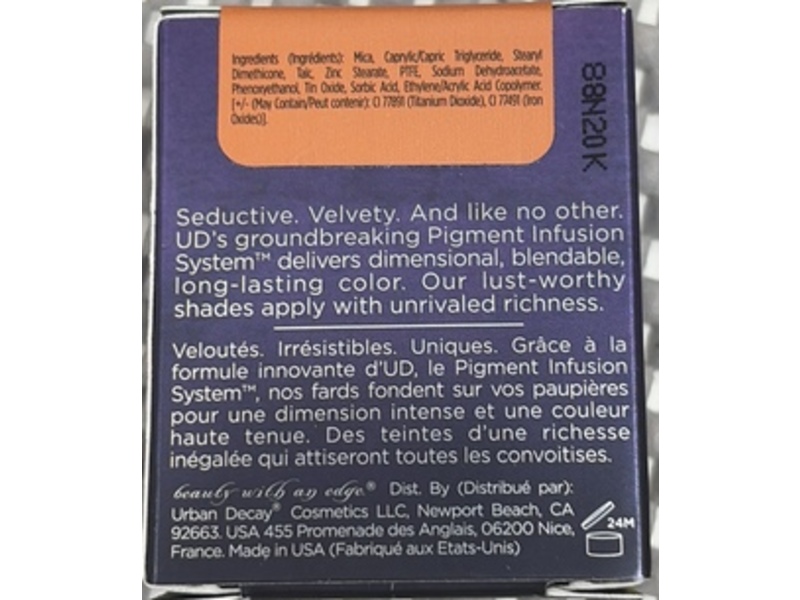 Ingredients (Ingrédients): Mica, Caprylic/Capric Triglyceride, Stearyl
Dimethicone, Talc, Zinc Stearate, PTFE, Sodium Dehydroacetate,
Phenoxyethanol, Tin Oxide, Sorbic Acid, Ethylene/Acrylic Acid Copolymer.
[+/- (May Contain/Peut contenir): CI 77891 (Titanium Dioxide), CI 77491 (Iron
Oxides)].
88N20K
Seductive. Velvety. And like no other.
UD's groundbreaking Pigment Infusion
System™ delivers dimensional, blendable,
long-lasting color. Our lust-worthy
shades apply with unrivaled richness.
Veloutés. Irrésistibles. Uniques. Grâce à la
formule innovante d'UD, le Pigment Infusion
System™, nos fards fondent sur vos paupières
pour une dimension intense et une couleur
haute tenue. Des teintes d'une richesse
inégalée qui attiseront toutes les convoitises.
beauty with an edge® Dist. By (Distribué par):
Urban Decay® Cosmetics LLC, Newport Beach, CA
92663. USA 455 Promenade des Anglais, 06200 Nice,
France. Made in USA (Fabriqué aux Etats-Unis)
24M